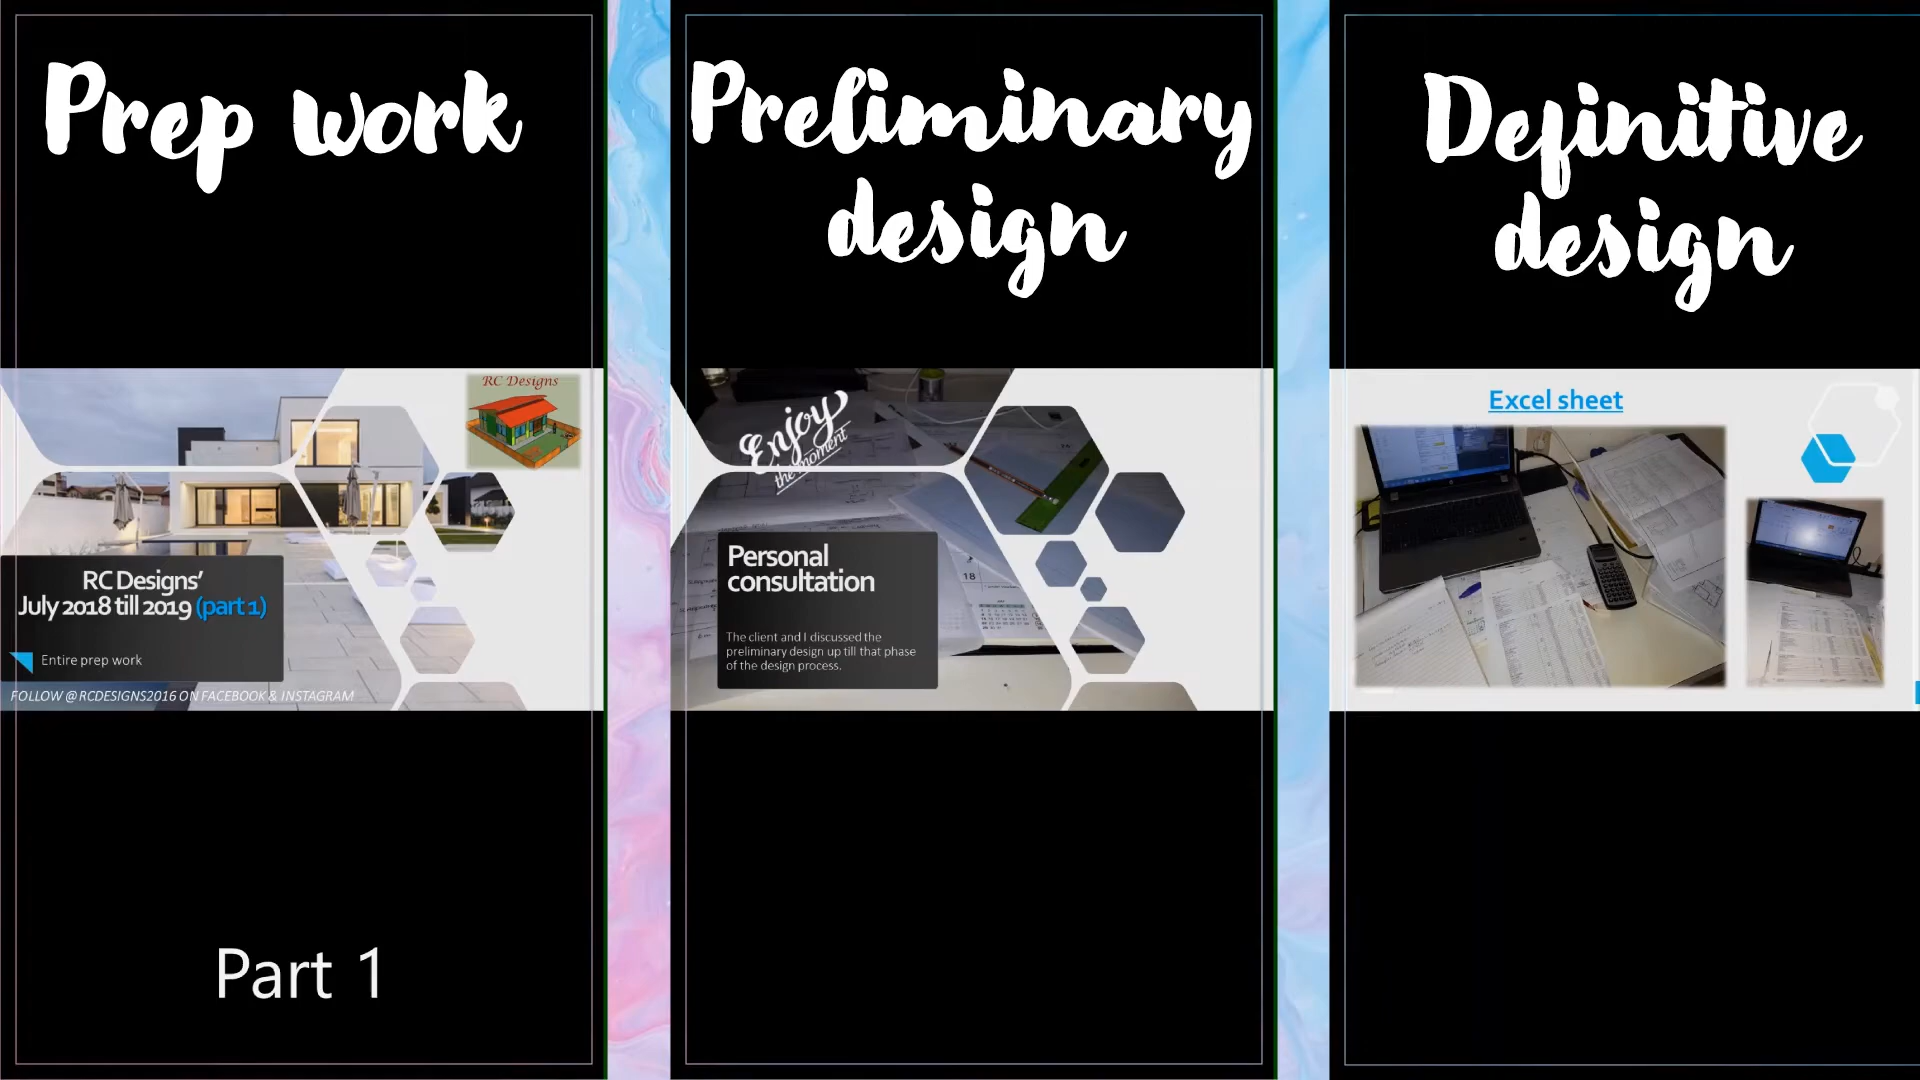 Prep work
RC Designs
RC Designs'
July 2018 till 2019 (part 1)
Entire prep work
FOLLOW @RCDESIGNS2016 ON FACEBOOK & INSTAGRAM
Part 1
Preliminary
design
Enjoy
the moment
Personal
consultation
The client and I discussed the
preliminary design up till that phase
of the design process.
18
Definitive
design
Excel sheet